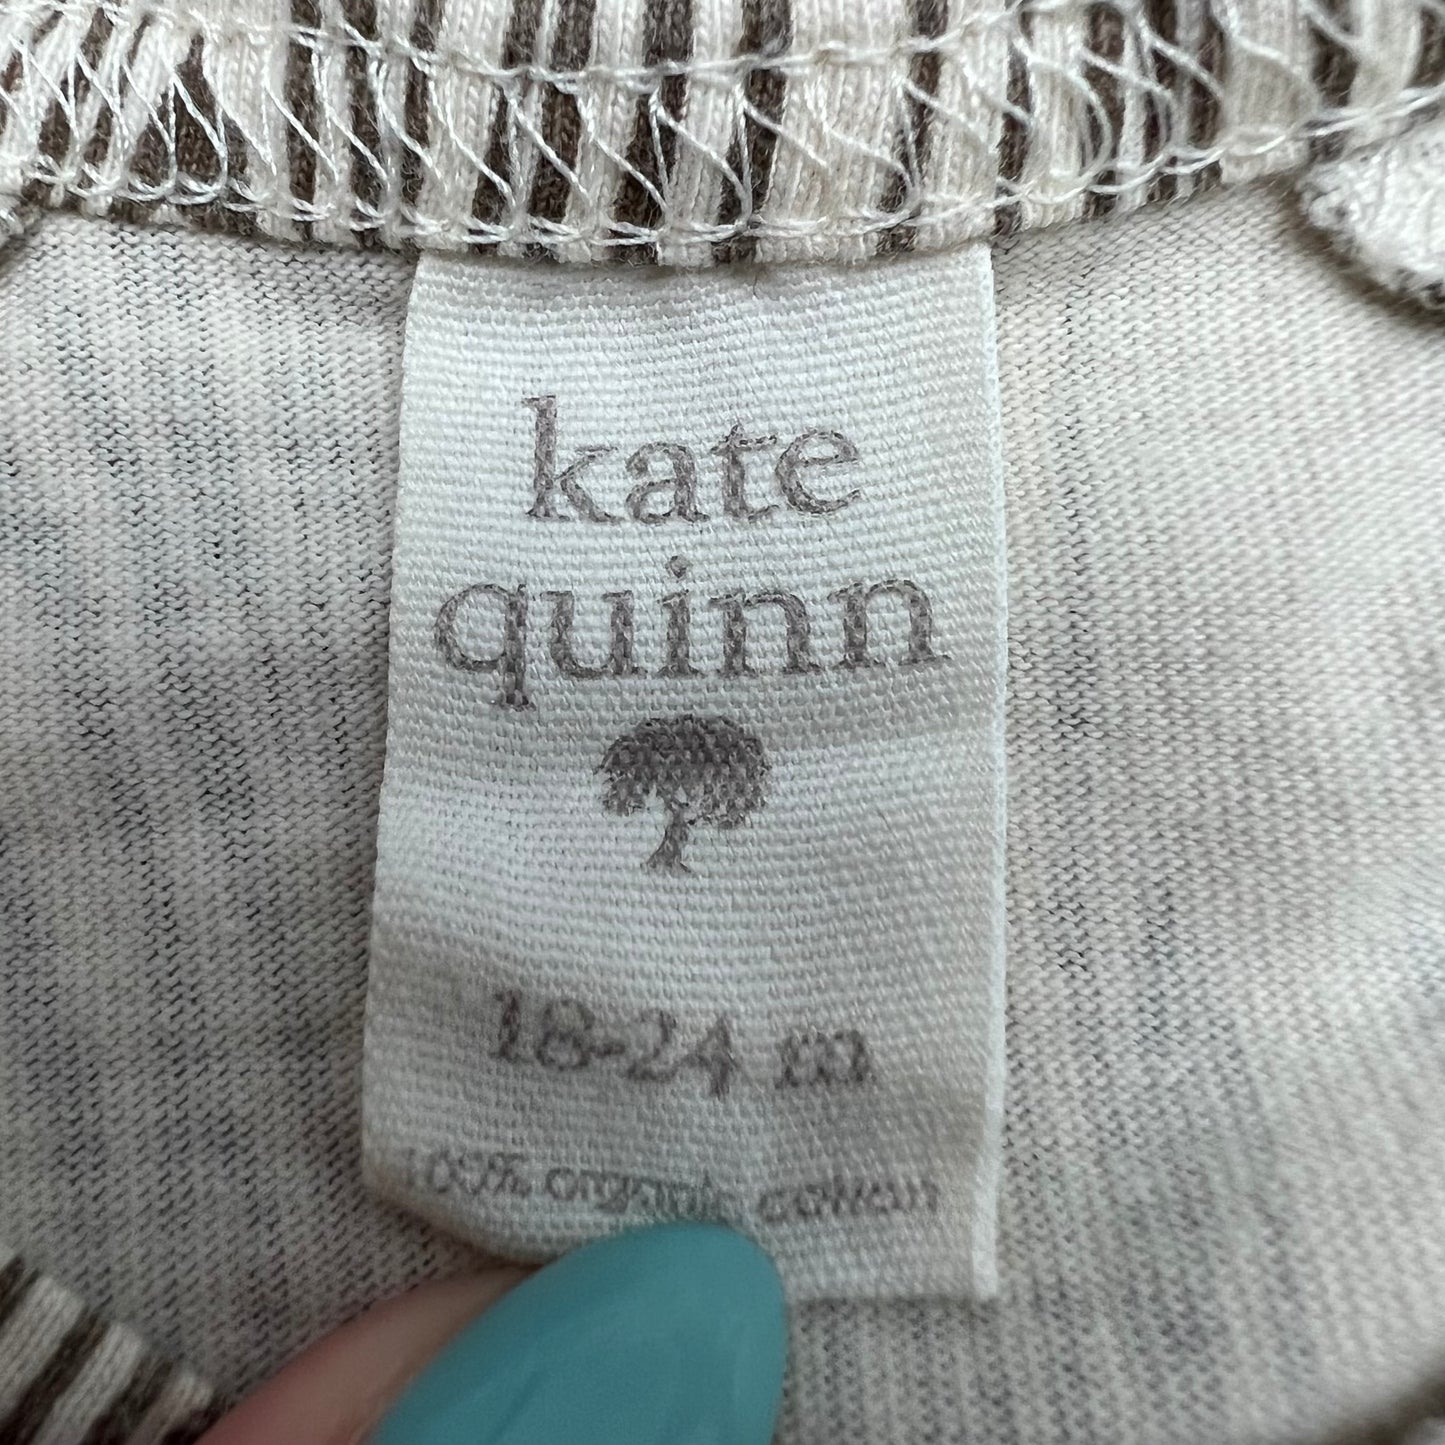 kate
quinn
18-24 m
100% organic cotton